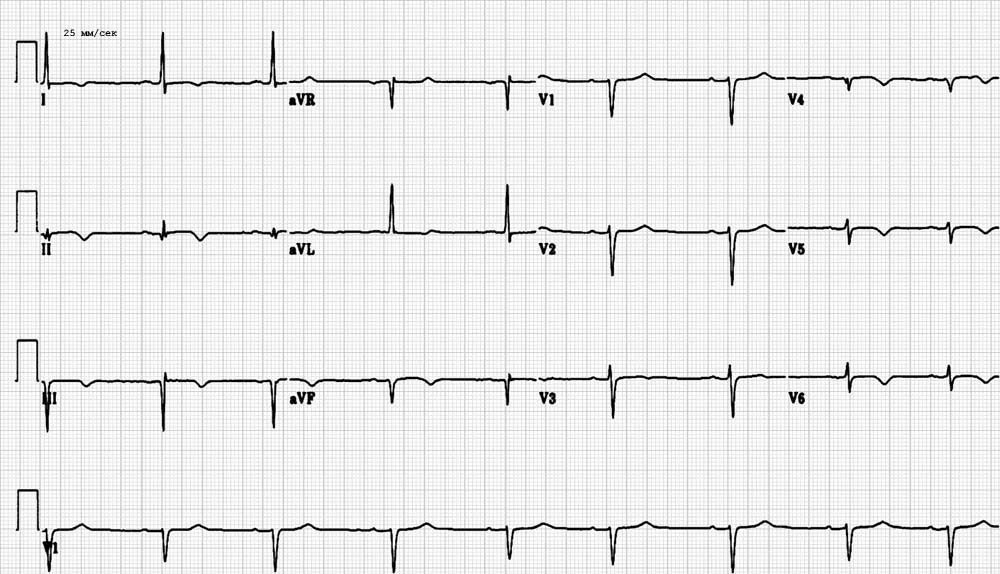 25 мм/сек
I aVR V1 V4
II aVL V2 V5
III aVF V3 V6
V1